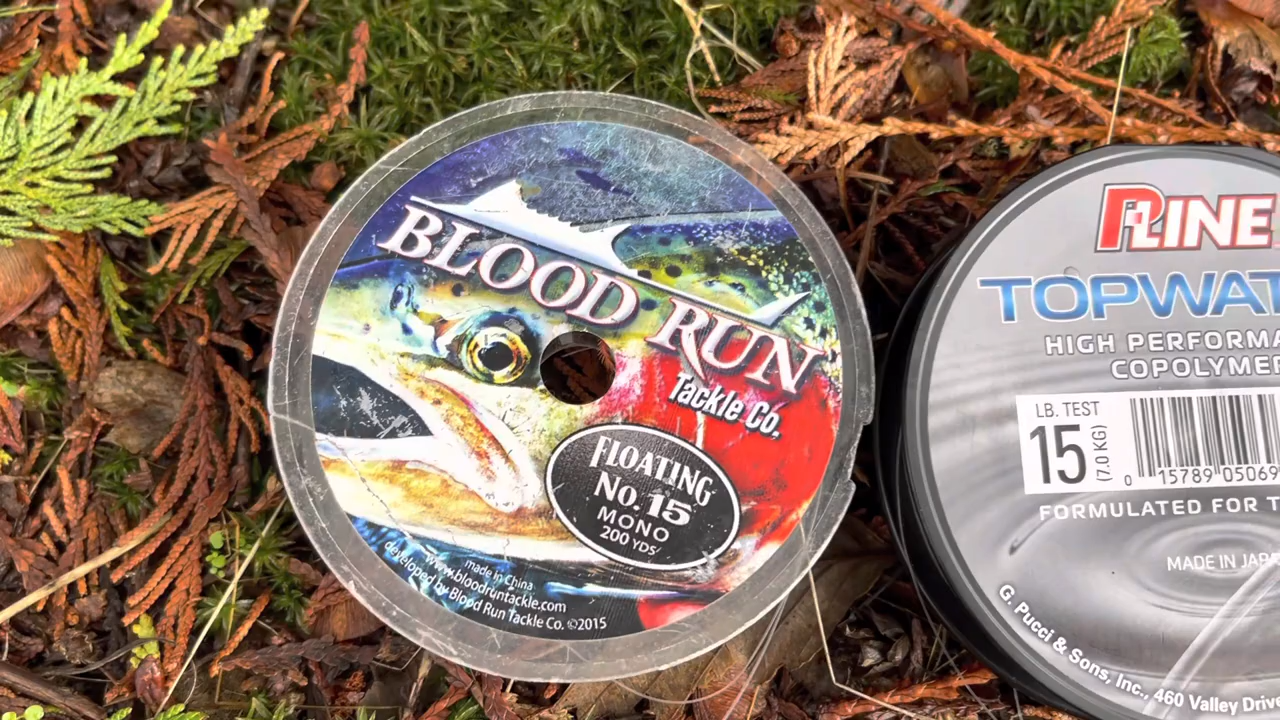 BLOOD RUN
Tackle Co.
FLOATING
No. 15
MONO
200 YDS
made in China
www.bloodruntackle.com
developed by Blood Run Tackle Co. ©2015
P-LINE
TOPWAT
HIGH PERFORMA
COPOLYMER
LB. TEST
15
(7.0 KG)
0 15789 05069
FORMULATED FOR T
MADE IN JAPA
G. Pucci & Sons, Inc., 460 Valley Drive